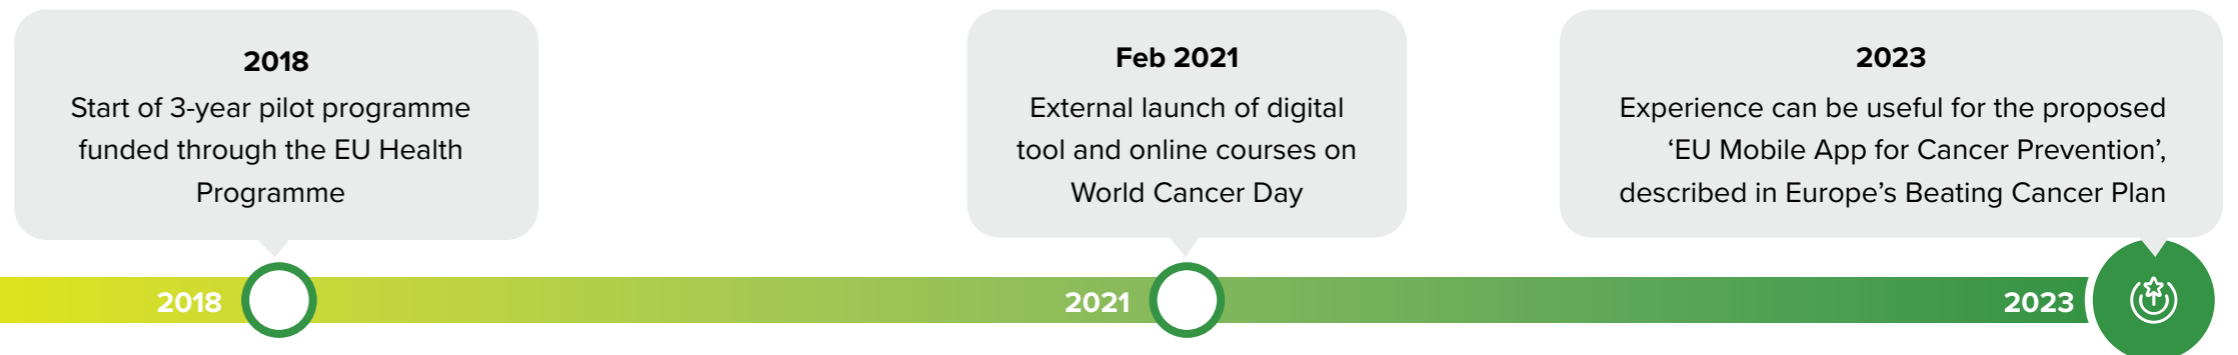 2018
Start of 3-year pilot programme
funded through the EU Health
Programme
Feb 2021
External launch of digital
tool and online courses on
World Cancer Day
2023
Experience can be useful for the proposed
‘EU Mobile App for Cancer Prevention’,
described in Europe’s Beating Cancer Plan
2018
2021
2023